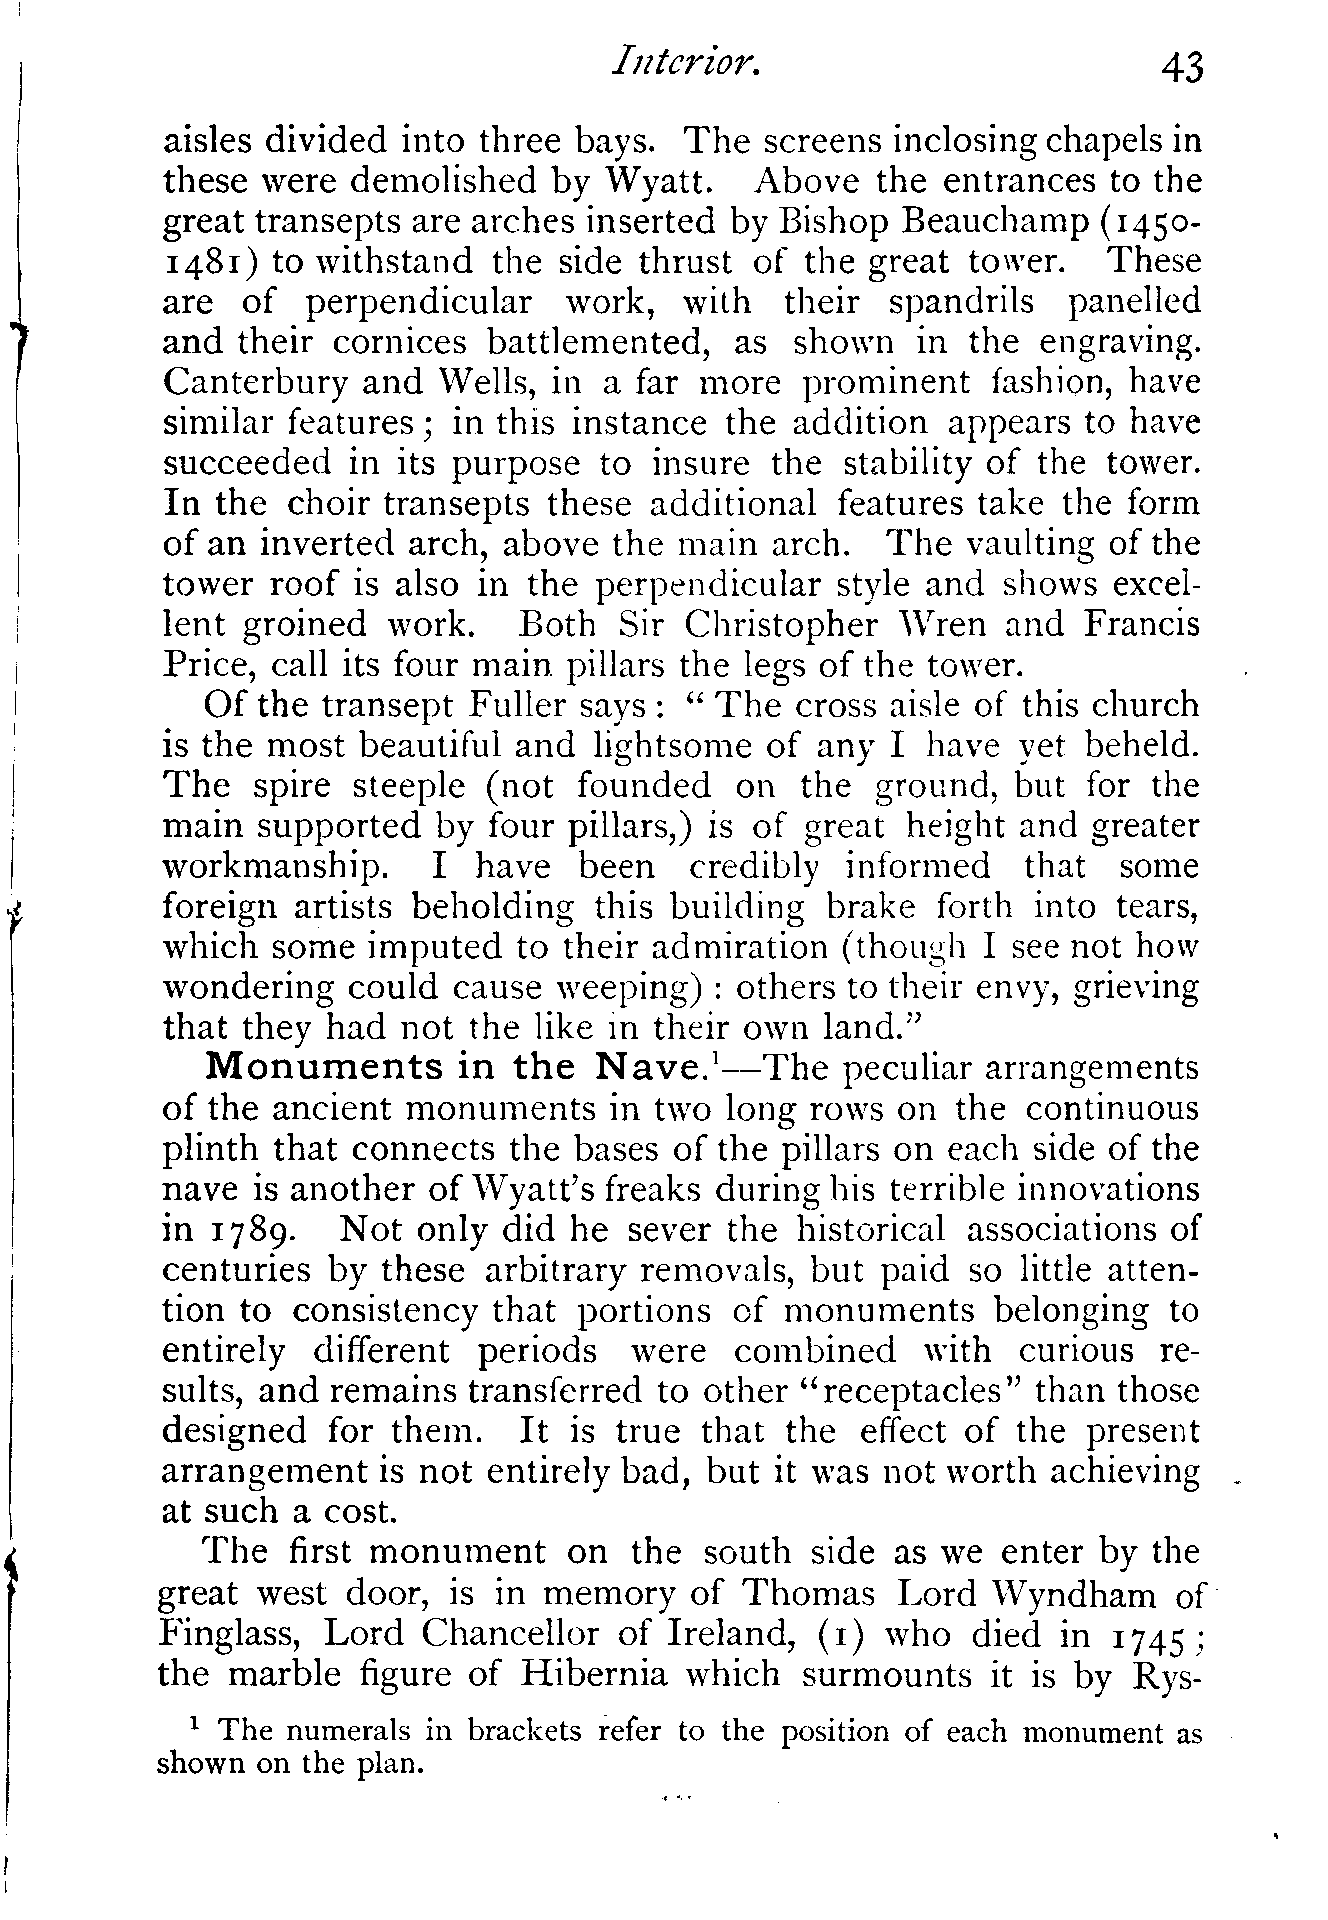 Interior. 43
aisles divided into three bays. The screens inclosing chapels in
these were demolished by Wyatt. Above the entrances to the
great transepts are arches inserted by Bishop Beauchamp (1450-
1481) to withstand the side thrust of the great tower. These
are of perpendicular work, with their spandrils panelled
and their cornices battlemented, as shown in the engraving.
Canterbury and Wells, in a far more prominent fashion, have
similar features; in this instance the addition appears to have
succeeded in its purpose to insure the stability of the tower.
In the choir transepts these additional features take the form
of an inverted arch, above the main arch. The vaulting of the
tower roof is also in the perpendicular style and shows excel-
lent groined work. Both Sir Christopher Wren and Francis
Price, call its four main pillars the legs of the tower.
Of the transept Fuller says: “The cross aisle of this church
is the most beautiful and lightsome of any I have yet beheld.
The spire steeple (not founded on the ground, but for the
main supported by four pillars,) is of great height and greater
workmanship. I have been credibly informed that some
foreign artists beholding this building brake forth into tears,
which some imputed to their admiration (though I see not how
wondering could cause weeping): others to their envy, grieving
that they had not the like in their own land.”
Monuments in the Nave.¹—The peculiar arrangements
of the ancient monuments in two long rows on the continuous
plinth that connects the bases of the pillars on each side of the
nave is another of Wyatt’s freaks during his terrible innovations
in 1789. Not only did he sever the historical associations of
centuries by these arbitrary removals, but paid so little atten-
tion to consistency that portions of monuments belonging to
entirely different periods were combined with curious re-
sults, and remains transferred to other “receptacles” than those
designed for them. It is true that the effect of the present
arrangement is not entirely bad, but it was not worth achieving
at such a cost.
The first monument on the south side as we enter by the
great west door, is in memory of Thomas Lord Wyndham of
Finglass, Lord Chancellor of Ireland, (1) who died in 1745;
the marble figure of Hibernia which surmounts it is by Rys-
¹ The numerals in brackets refer to the position of each monument as
shown on the plan.